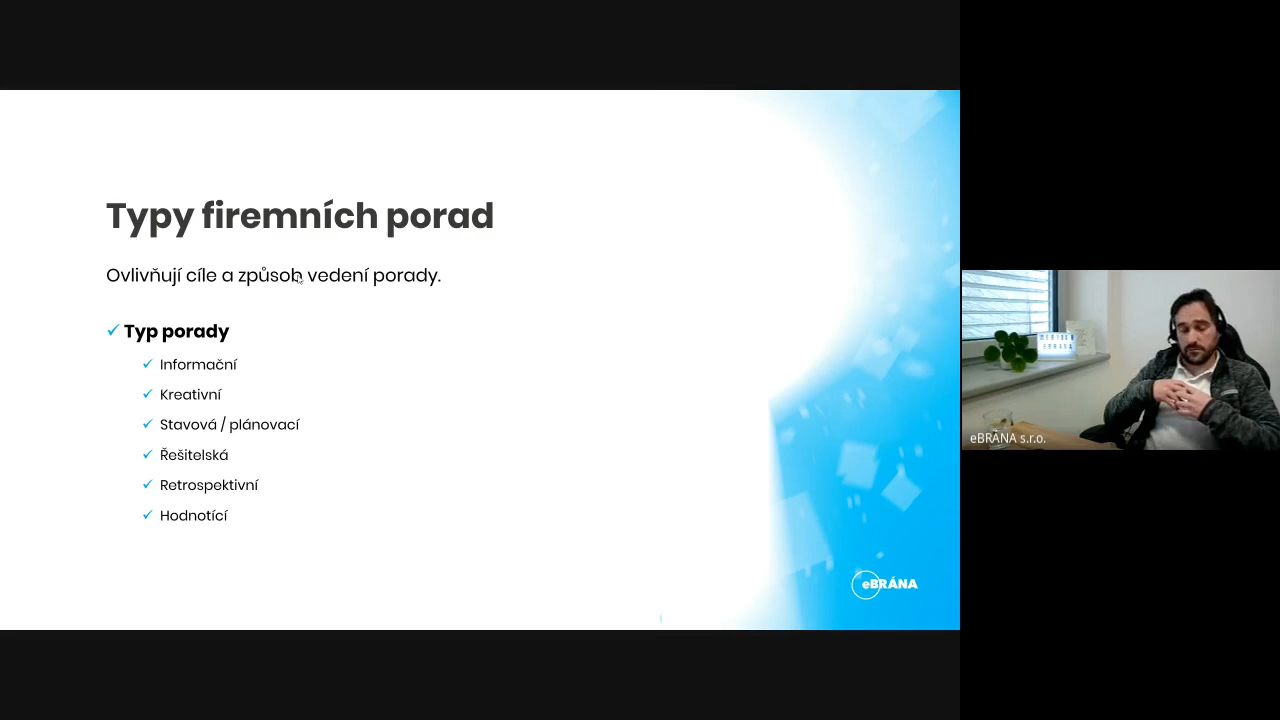 Typy firemních porad
Ovlivňují cíle a způsob vedení porady.
Typ porady
Informační
Kreativní
Stavová / plánovací
Řešitelská
Retrospektivní
Hodnotící
eBRÁNA
eBRÁNA s.r.o.